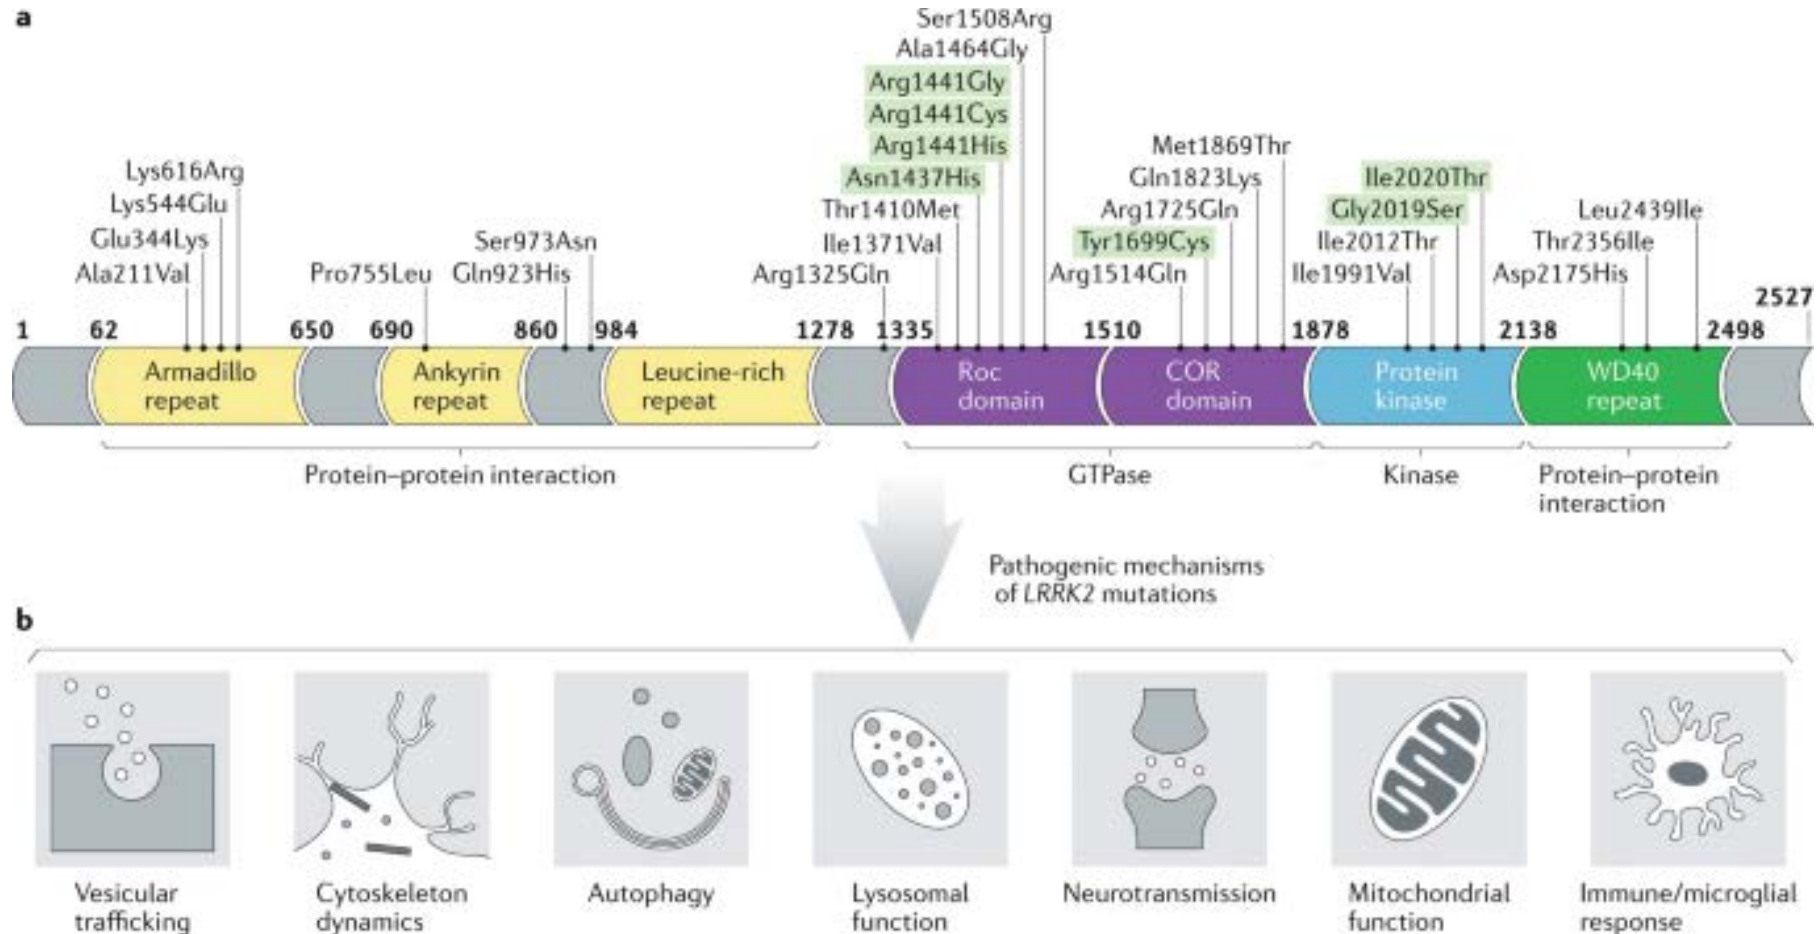 a
Ser1508Arg
Ala1464Gly
Arg1441Gly
Arg1441Cys
Arg1441His
Asn1437His
Thr1410Met
Ile1371Val
Arg1325Gln
Lys616Arg
Lys544Glu
Glu344Lys
Ala211Val
Pro755Leu
Ser973Asn
Gln923His
Met1869Thr
Gln1823Lys
Arg1725Gln
Tyr1699Cys
Arg1514Gln
Ile2020Thr
Gly2019Ser
Ile2012Thr
Ile1991Val
Leu2439Ile
Thr2356Ile
Asp2175His
1 62 650 690 860 984 1278 1335 1510 1878 2138 2498 2527
Armadillo
repeat
Ankyrin
repeat
Leucine-rich
repeat
Roc
domain
COR
domain
Protein
kinase
WD40
repeat
Protein–protein interaction
GTPase
Kinase
Protein–protein
interaction
Pathogenic mechanisms
of LRRK2 mutations
b
Vesicular
trafficking
Cytoskeleton
dynamics
Autophagy
Lysosomal
function
Neurotransmission
Mitochondrial
function
Immune/microglial
response